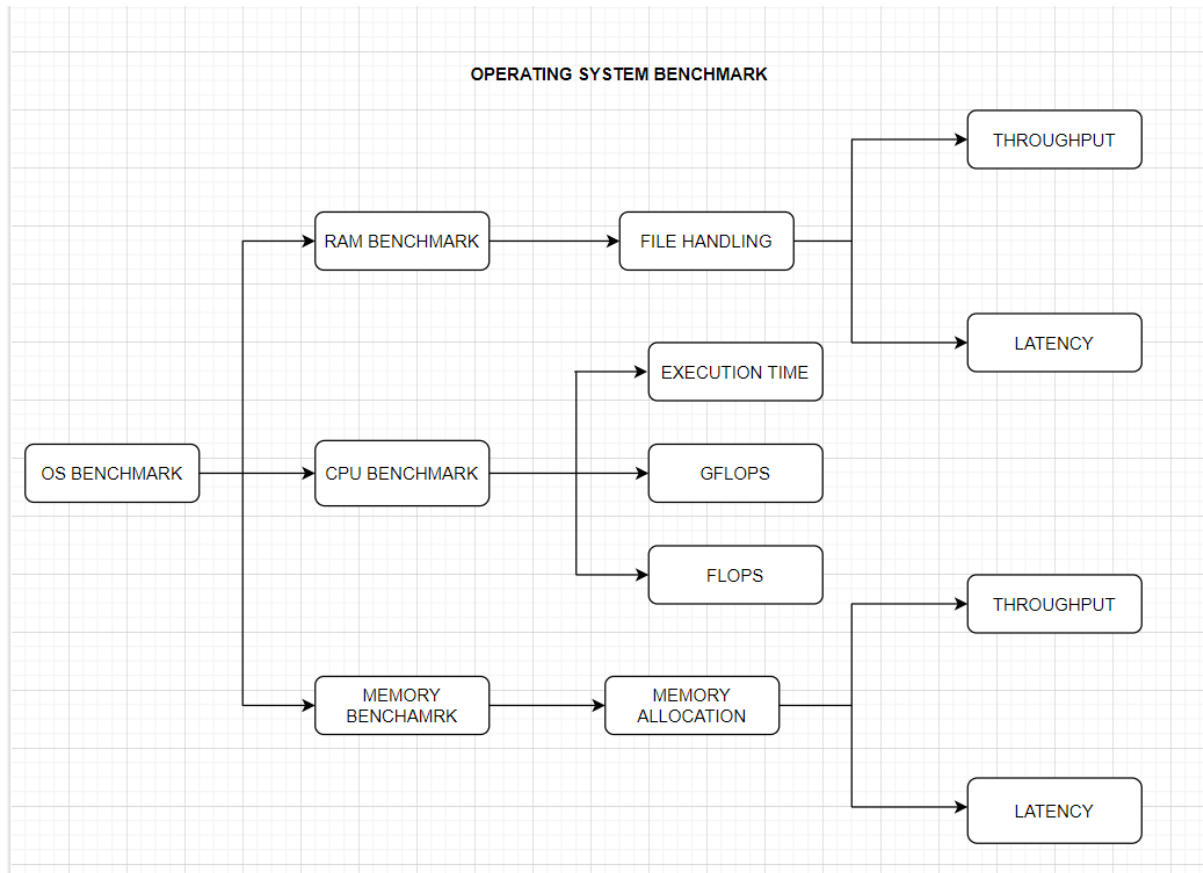 OPERATING SYSTEM BENCHMARK
THROUGHPUT
RAM BENCHMARK
FILE HANDLING
LATENCY
EXECUTION TIME
OS BENCHMARK
CPU BENCHMARK
GFLOPS
FLOPS
THROUGHPUT
MEMORY
BENCHAMRK
MEMORY
ALLOCATION
LATENCY